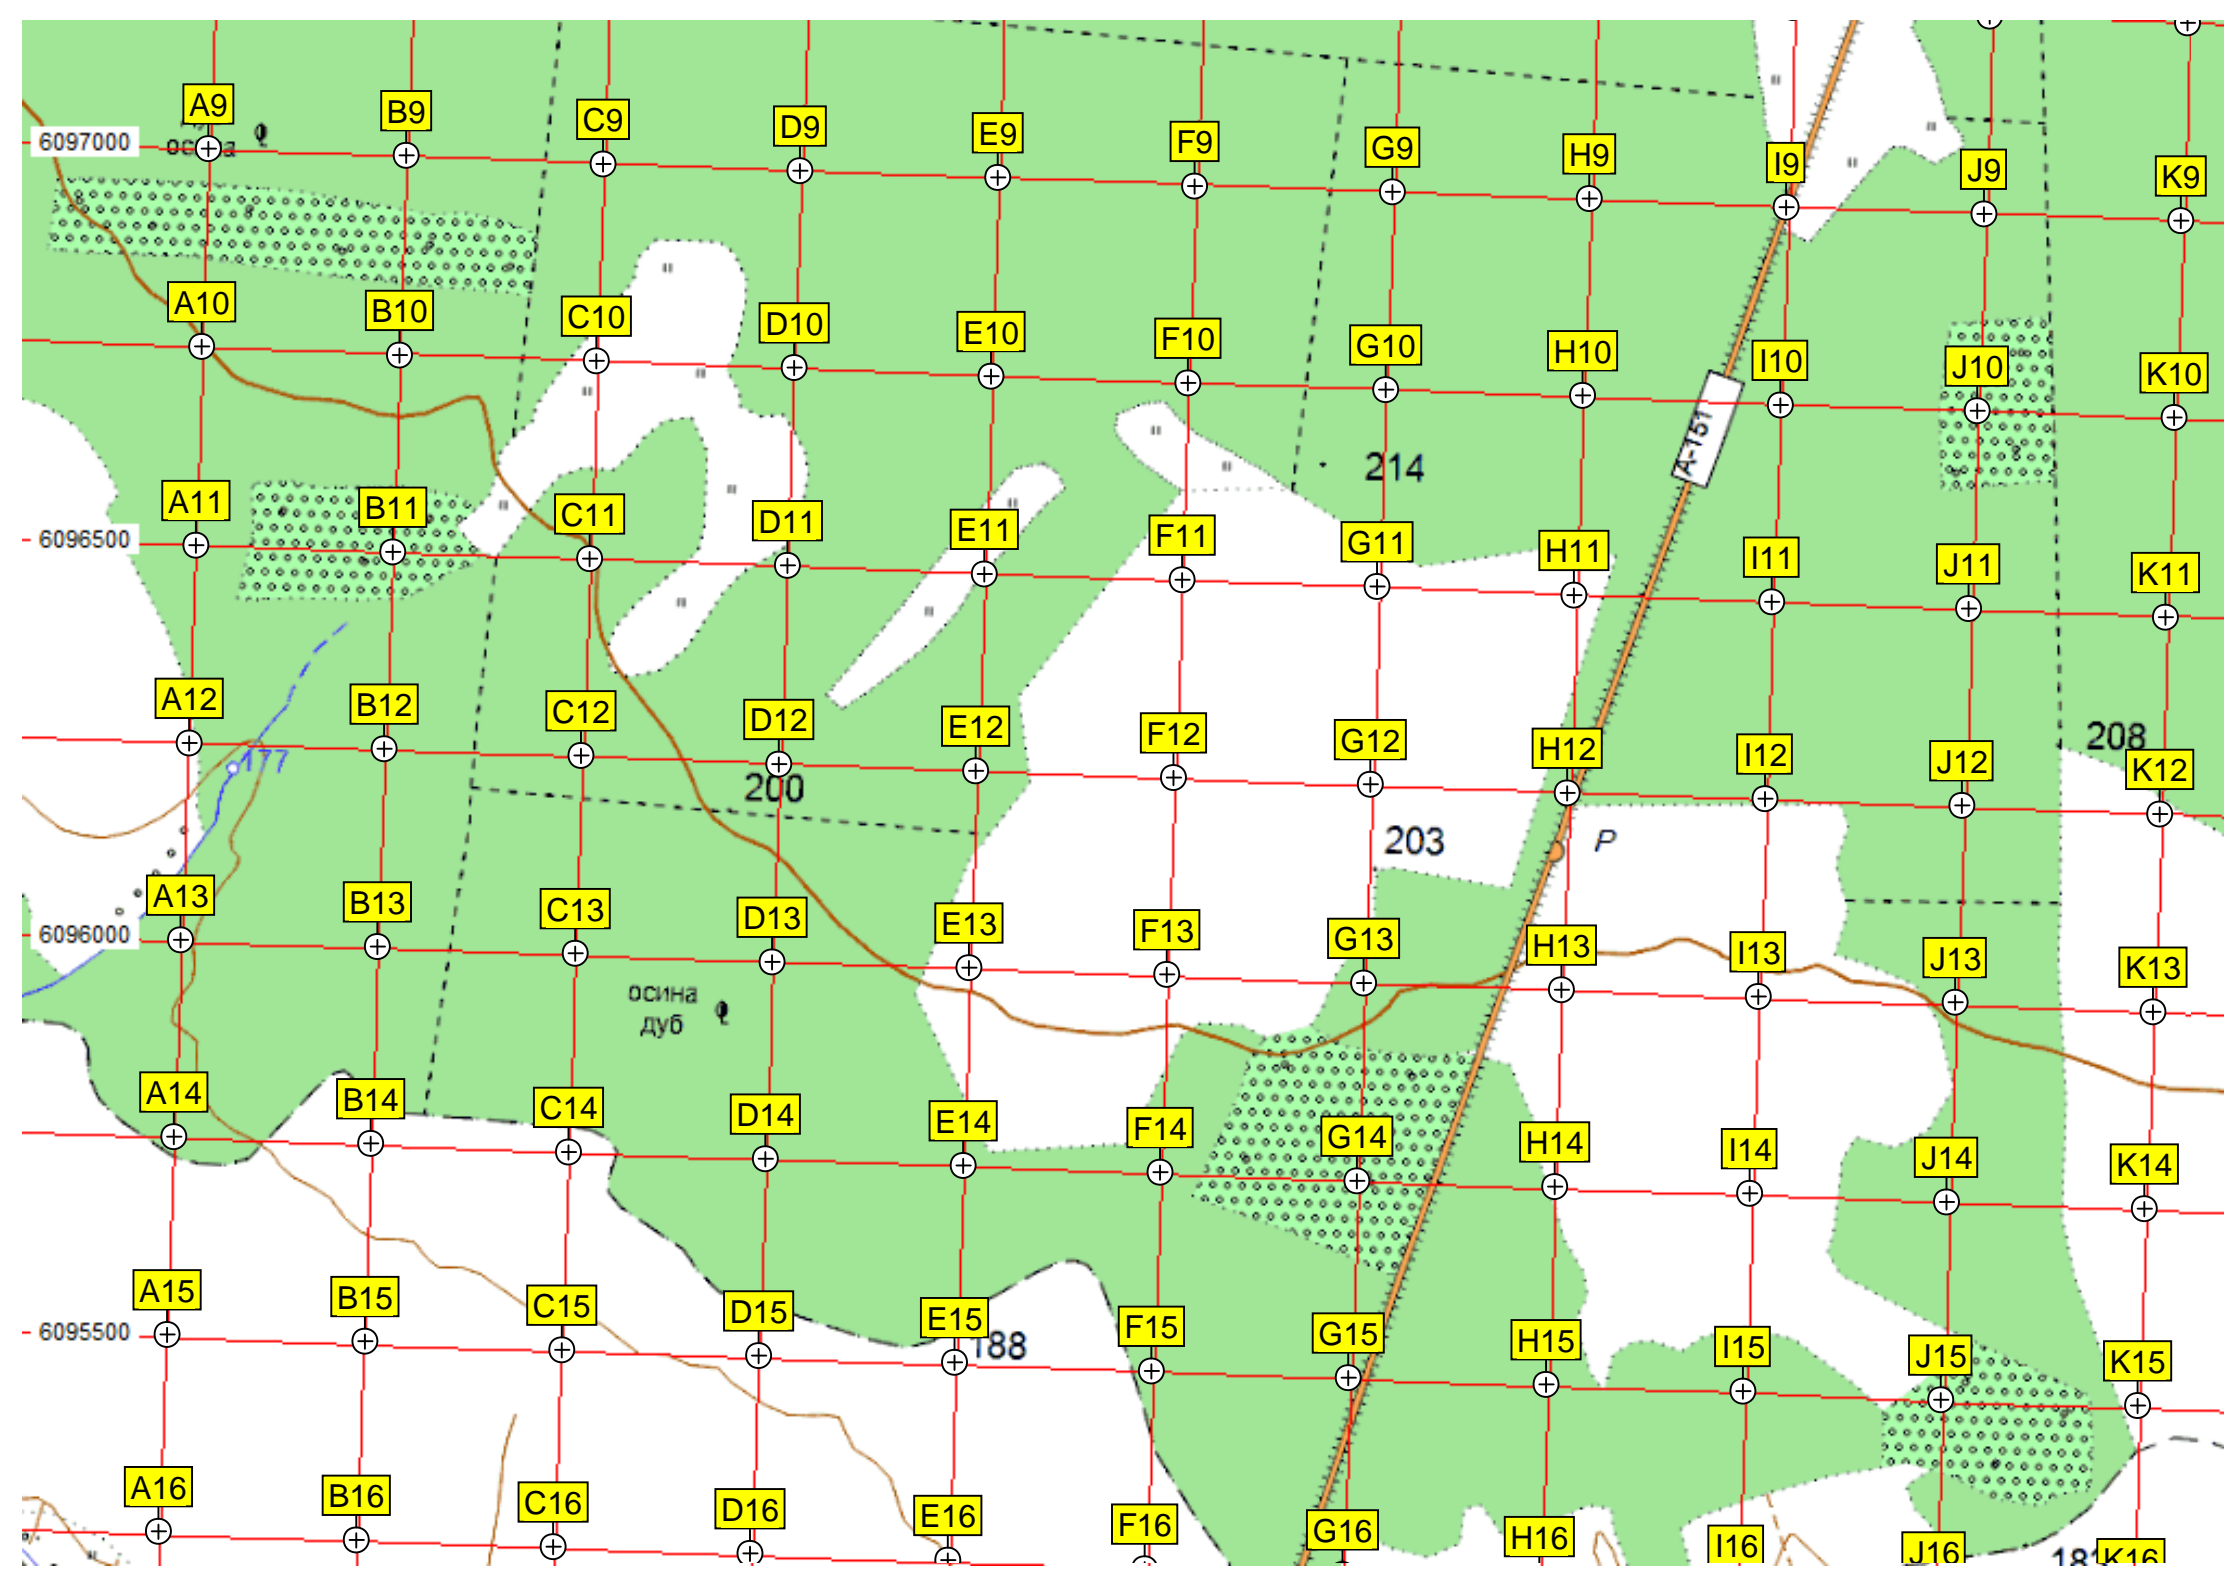 A9 B9 C9 D9 E9 F9 G9 H9 I9 J9 K9
6097000
осина
A10 B10 C10 D10 E10 F10 G10 H10 I10 J10 K10
A-151
214
A11 B11 C11 D11 E11 F11 G11 H11 I11 J11 K11
6096500
A12 B12 C12 D12 E12 F12 G12 H12 I12 J12 K12
208
177
200
203
P
A13 B13 C13 D13 E13 F13 G13 H13 I13 J13 K13
6096000
осина
дуб
A14 B14 C14 D14 E14 F14 G14 H14 I14 J14 K14
A15 B15 C15 D15 E15 F15 G15 H15 I15 J15 K15
6095500
188
A16 B16 C16 D16 E16 F16 G16 H16 I16 J16 K16